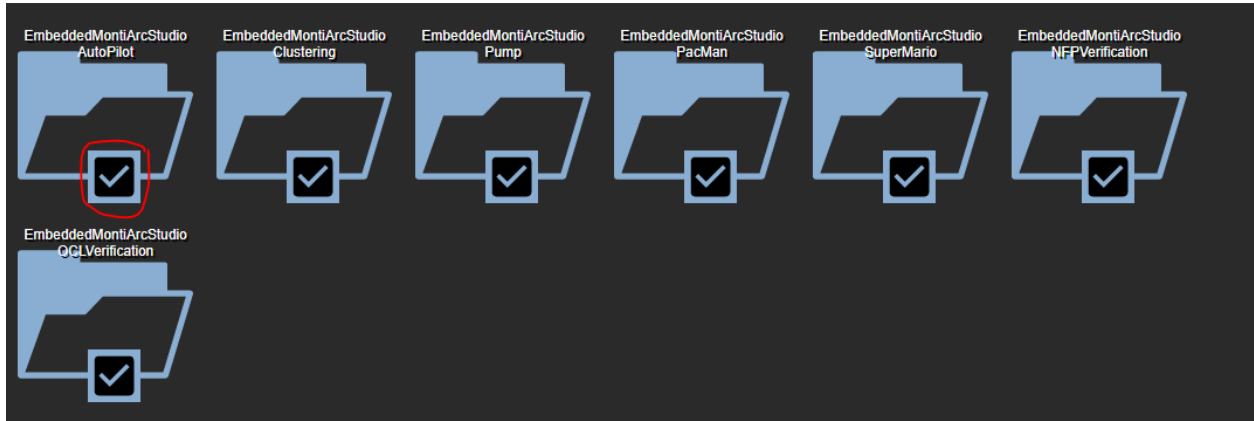 EmbeddedMontiArcStudio
AutoPilot
EmbeddedMontiArcStudio
Clustering
EmbeddedMontiArcStudio
Pump
EmbeddedMontiArcStudio
PacMan
EmbeddedMontiArcStudio
SuperMario
EmbeddedMontiArcStudio
NFPVerification
EmbeddedMontiArcStudio
OCLVerification